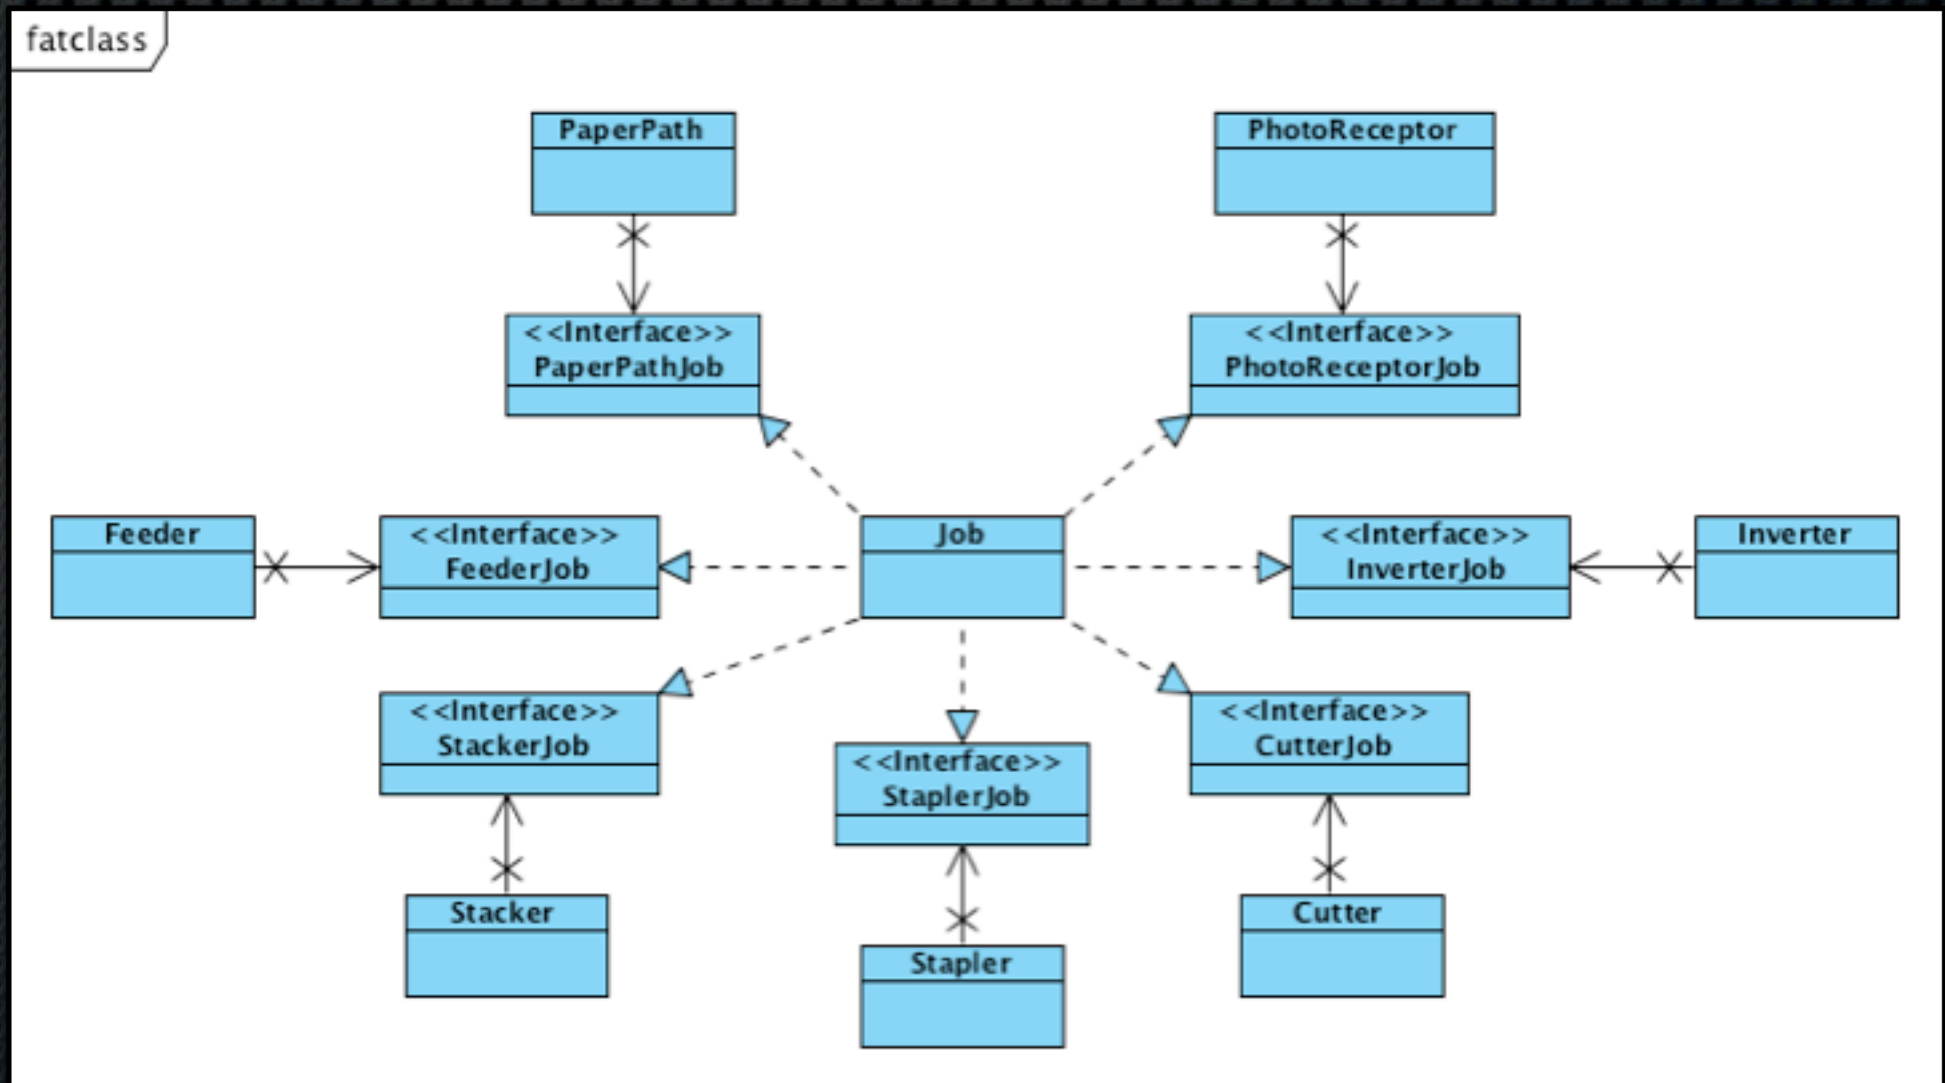 fatclass
PaperPath
PhotoReceptor
<<Interface>>
PaperPathJob
<<Interface>>
PhotoReceptorJob
Feeder
<<Interface>>
FeederJob
Job
<<Interface>>
InverterJob
Inverter
<<Interface>>
StackerJob
<<Interface>>
StaplerJob
<<Interface>>
CutterJob
Stacker
Stapler
Cutter